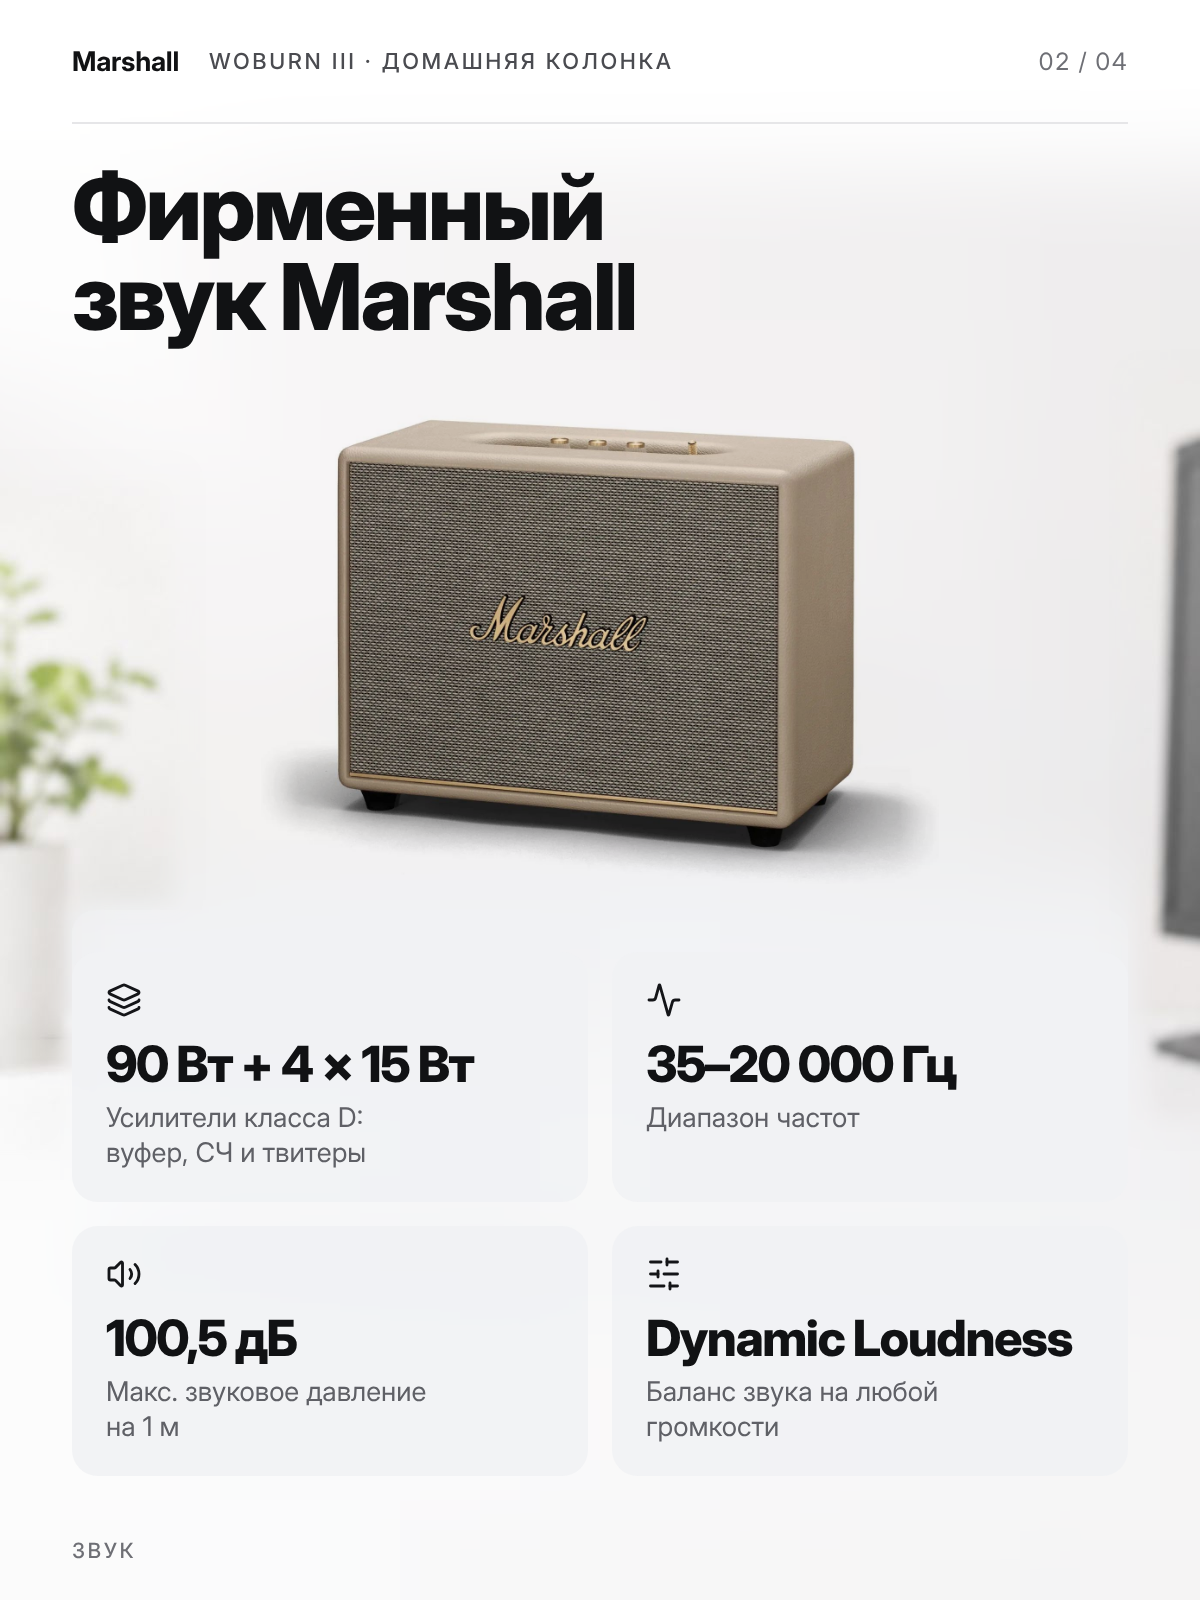 Marshall WOBURN III · ДОМАШНЯЯ КОЛОНКА 02 / 04
Фирменный
звук Marshall
Marshall
90 Вт + 4 × 15 Вт
Усилители класса D:
вуфер, СЧ и твитеры
35–20 000 Гц
Диапазон частот
100,5 дБ
Макс. звуковое давление
на 1 м
Dynamic Loudness
Баланс звука на любой
громкости
ЗВУК